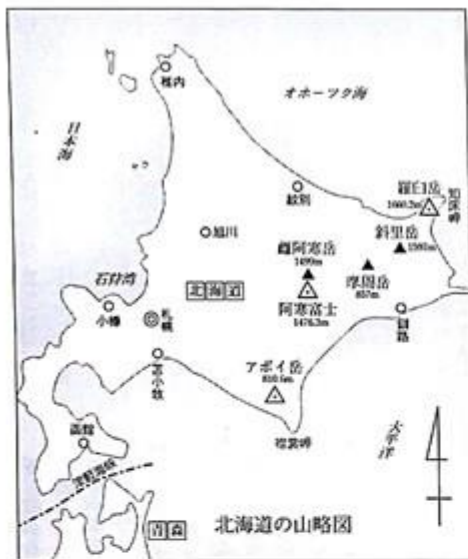 稚内
オホーツク海
日本海
羅臼岳
1660.2m
知床岬
紋別
斜里岳
旭川
雌阿寒岳
1499m
摩周岳
857m
石狩湾
北海道
阿寒富士
1476.3m
小樽
札幌
釧路
アポイ岳
810.6m
苫小牧
太平洋
函館
襟裳岬
津軽海峡
青森
北海道の山略図